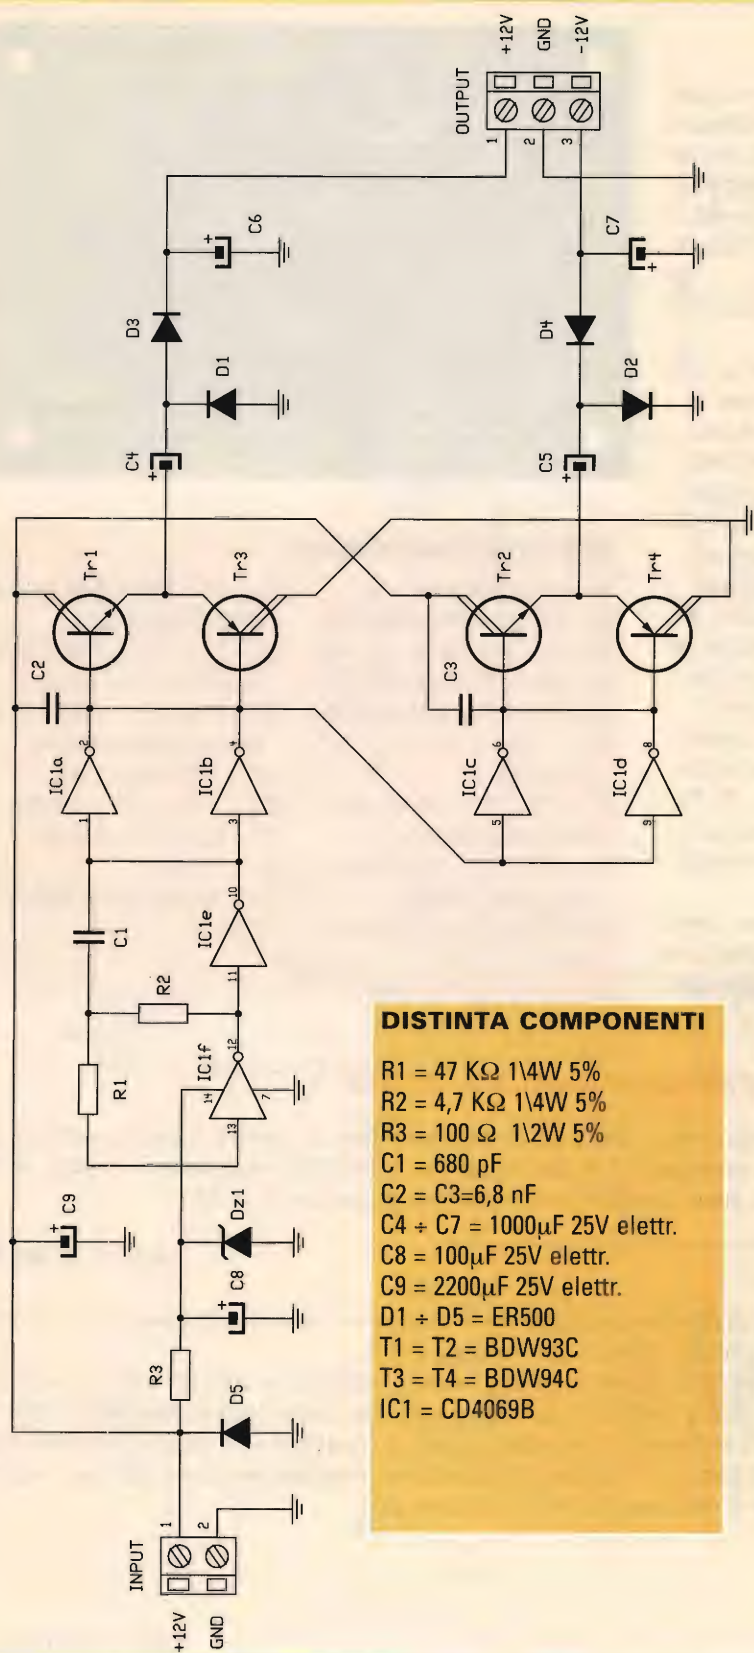 INPUT
+12V
GND
1
2
D5
R3
C8
+
Dz1
C9
+
R1
R2
C1
IC1f
14
13
12
7
IC1e
11
10
IC1a
1
2
IC1b
3
4
C2
Tr1
Tr3
IC1c
5
6
IC1d
9
8
C3
Tr2
Tr4
C4
+
D1
D3
C6
+
C5
+
D2
D4
C7
+
OUTPUT
+12V
GND
-12V
1
2
3
DISTINTA COMPONENTI
R1 = 47 KΩ 1\4W 5%
R2 = 4,7 KΩ 1\4W 5%
R3 = 100 Ω 1\2W 5%
C1 = 680 pF
C2 = C3=6,8 nF
C4 ÷ C7 = 1000µF 25V elettr.
C8 = 100µF 25V elettr.
C9 = 2200µF 25V elettr.
D1 ÷ D5 = ER500
T1 = T2 = BDW93C
T3 = T4 = BDW94C
IC1 = CD4069B